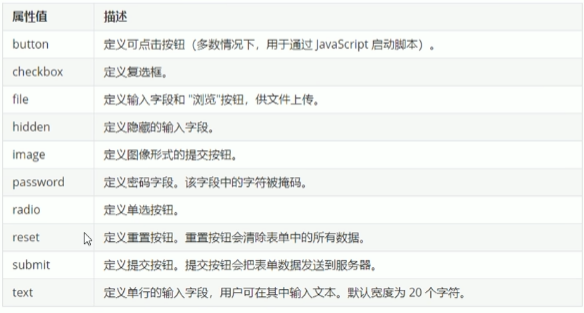 属性值 描述
button 定义可点击按钮（多数情况下，用于通过 JavaScript 启动脚本）。
checkbox 定义复选框。
file 定义输入字段和 "浏览"按钮，供文件上传。
hidden 定义隐藏的输入字段。
image 定义图像形式的提交按钮。
password 定义密码字段。该字段中的字符被掩码。
radio 定义单选按钮。
reset 定义重置按钮。重置按钮会清除表单中的所有数据。
submit 定义提交按钮。提交按钮会把表单数据发送到服务器。
text 定义单行的输入字段，用户可在其中输入文本。默认宽度为 20 个字符。